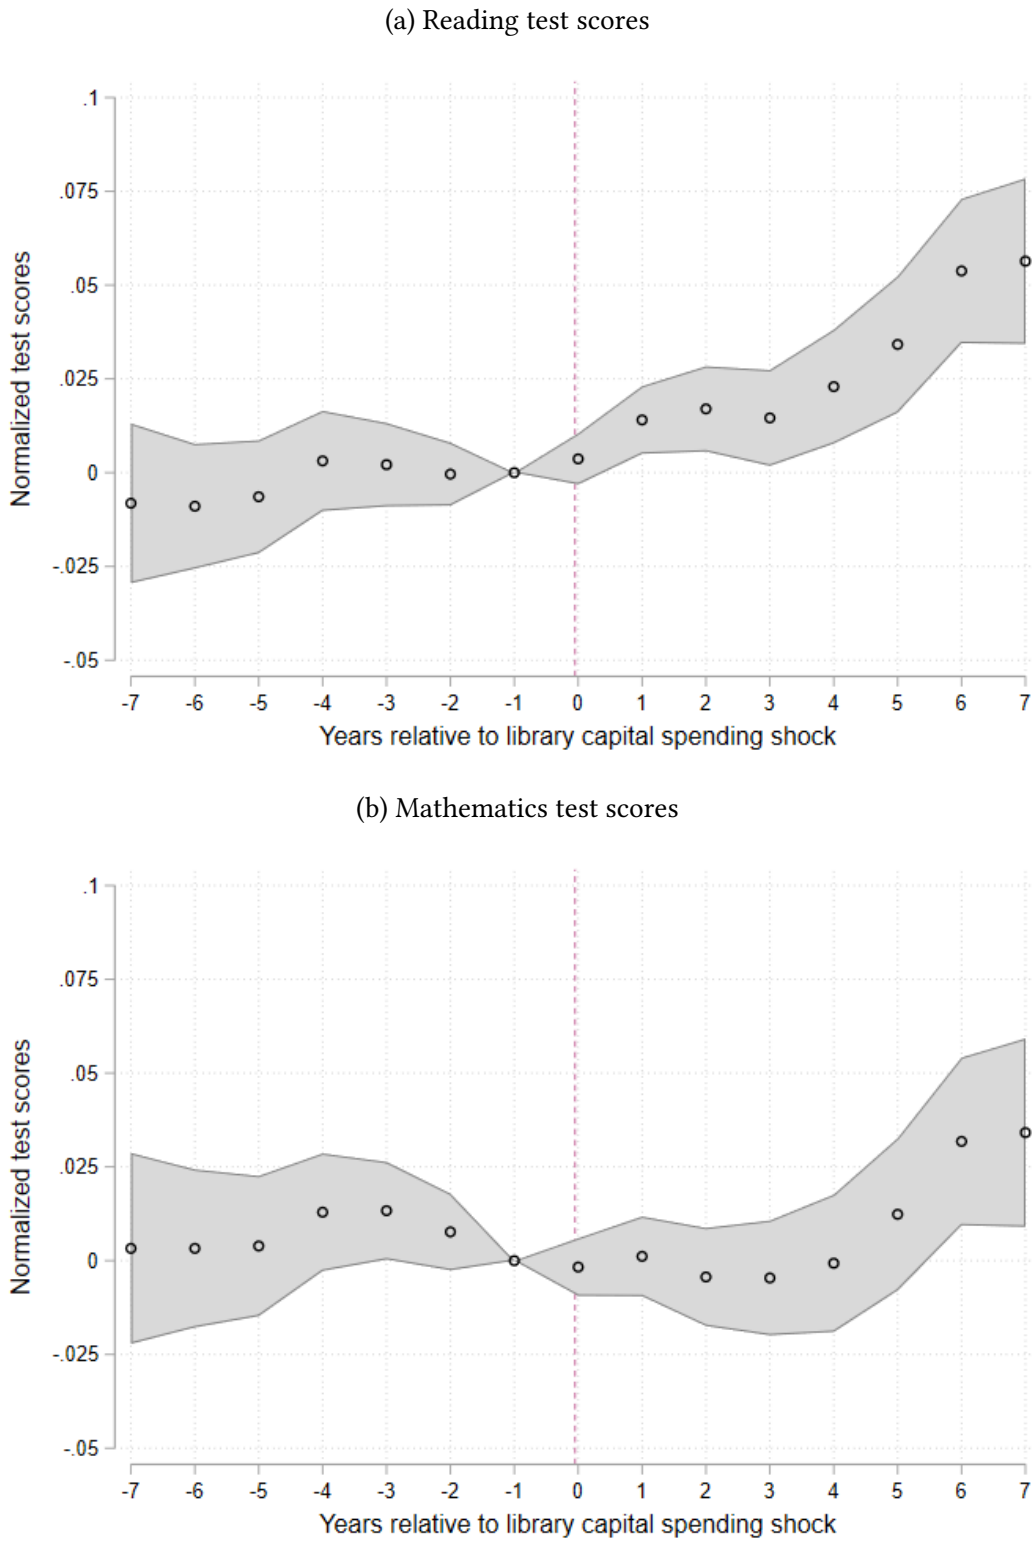 (a) Reading test scores
.1
.075
.05
.025
0
-.025
-.05
Normalized test scores
-7 -6 -5 -4 -3 -2 -1 0 1 2 3 4 5 6 7
Years relative to library capital spending shock
(b) Mathematics test scores
.1
.075
.05
.025
0
-.025
-.05
Normalized test scores
-7 -6 -5 -4 -3 -2 -1 0 1 2 3 4 5 6 7
Years relative to library capital spending shock